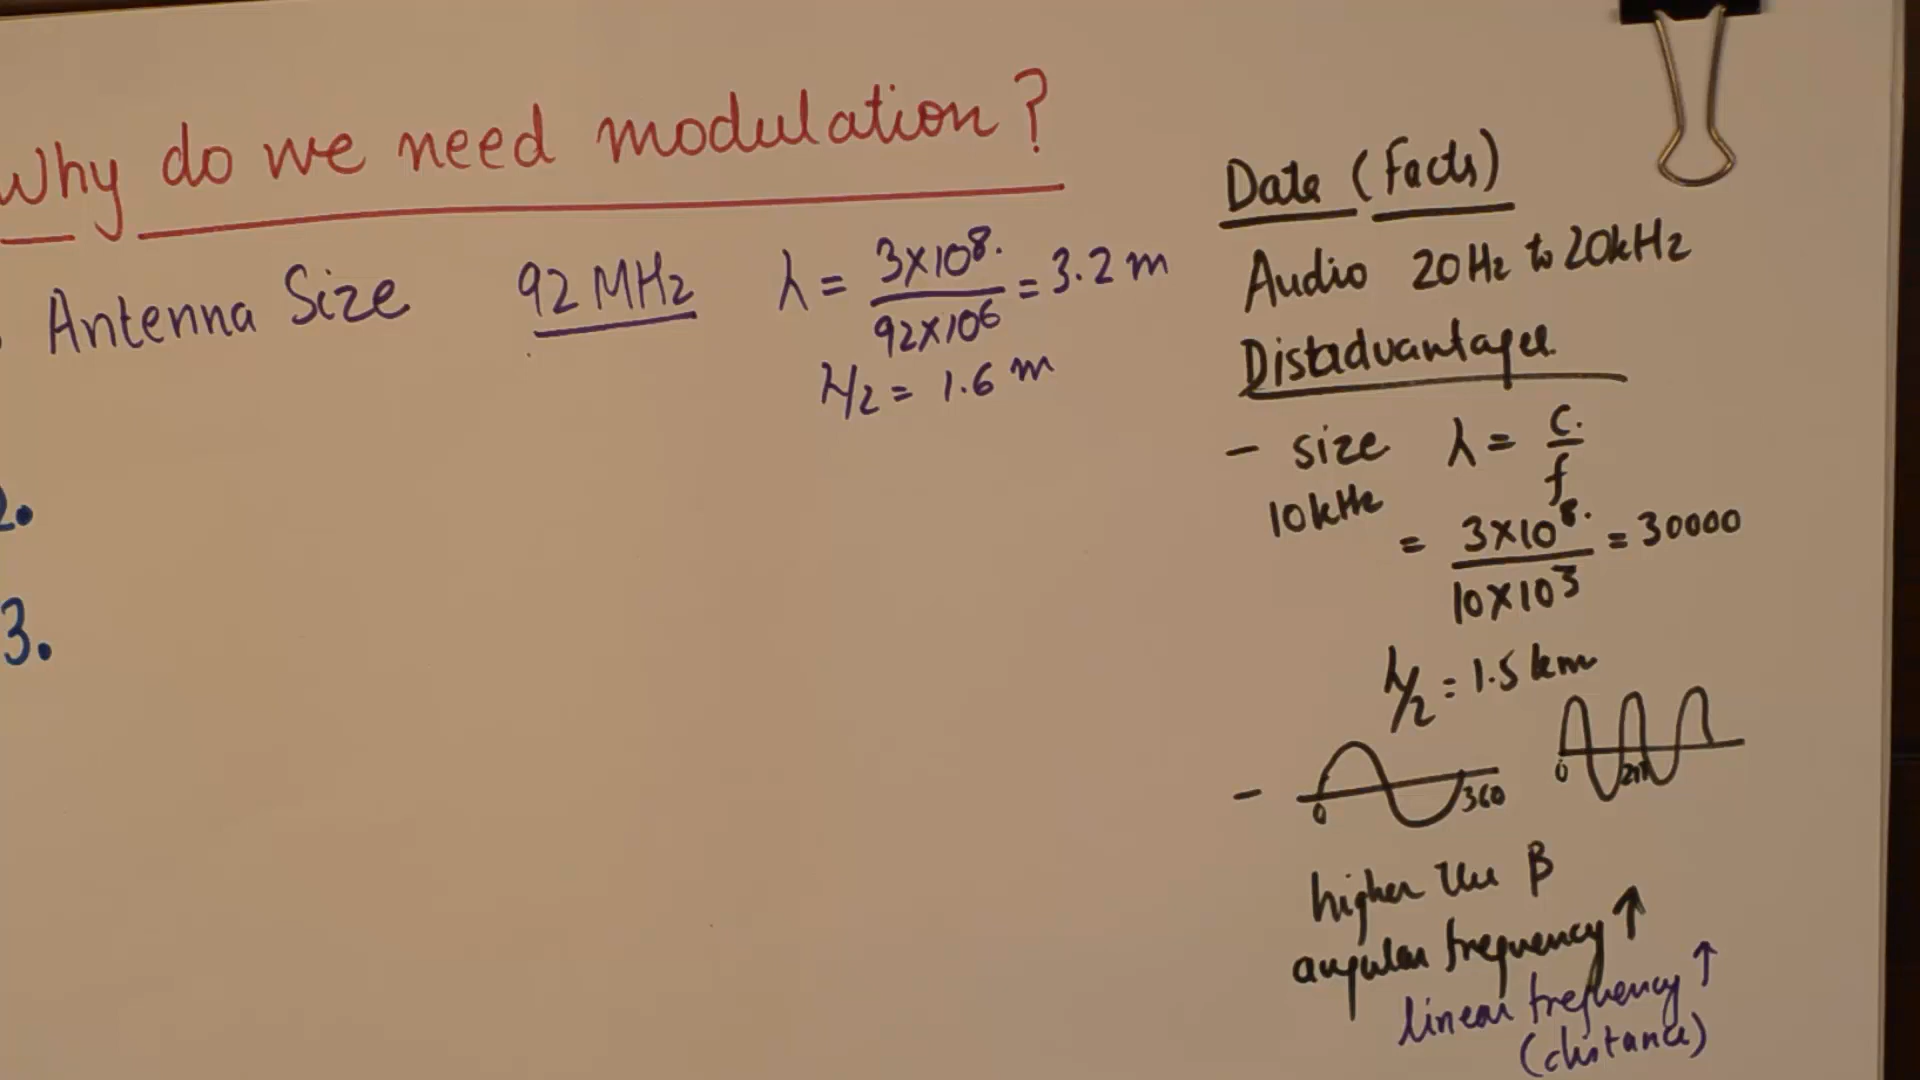 Why do we need modulation?
Antenna Size 92 MHz λ = 3×10⁸. / 92×10⁶ = 3.2 m
λ/2 = 1.6 m
2.
3.
Data (Facts)
Audio 20Hz to 20kHz
Distadvantages
- size λ = c. / f
10kHz
= 3×10⁸. / 10×10³ = 30000
λ/2 = 1.5 km
- 0 360 0 2π
higher the β
angular frequency ↑
linear frequency ↑
(distance)